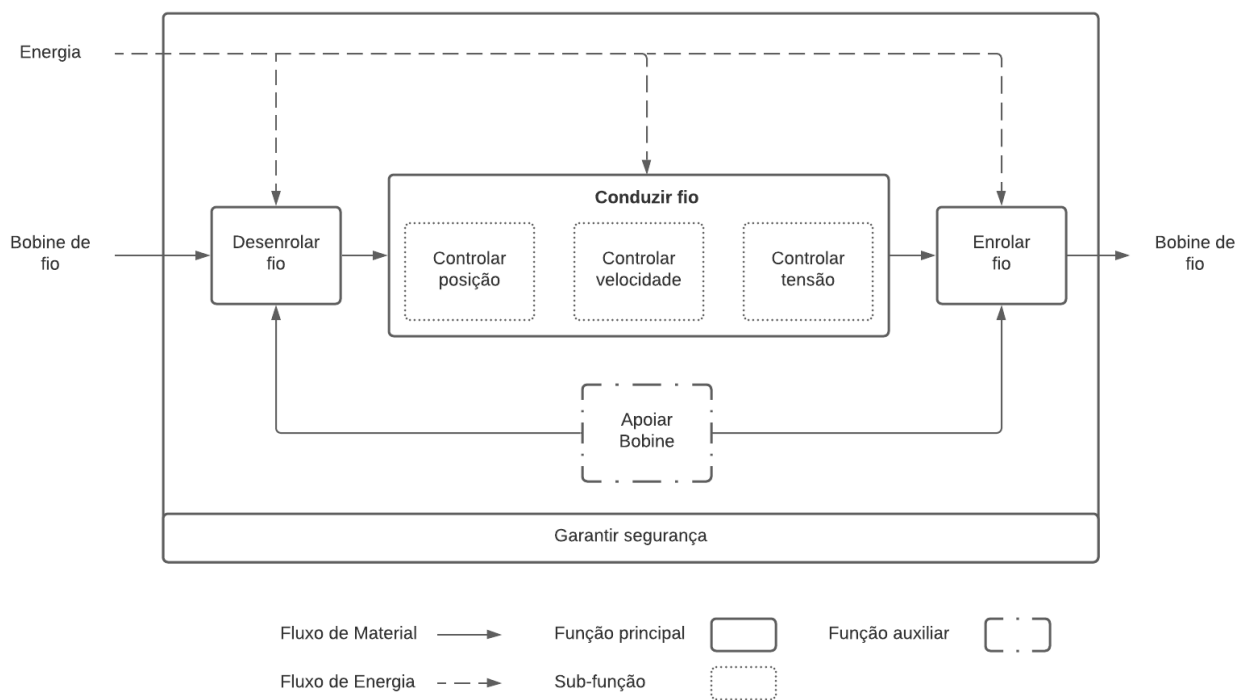 Energia
Conduzir fio
Bobine de
fio
Desenrolar
fio
Controlar
posição
Controlar
velocidade
Controlar
tensão
Enrolar
fio
Bobine de
fio
Apoiar
Bobine
Garantir segurança
Fluxo de Material
Função principal
Função auxiliar
Fluxo de Energia
Sub-função